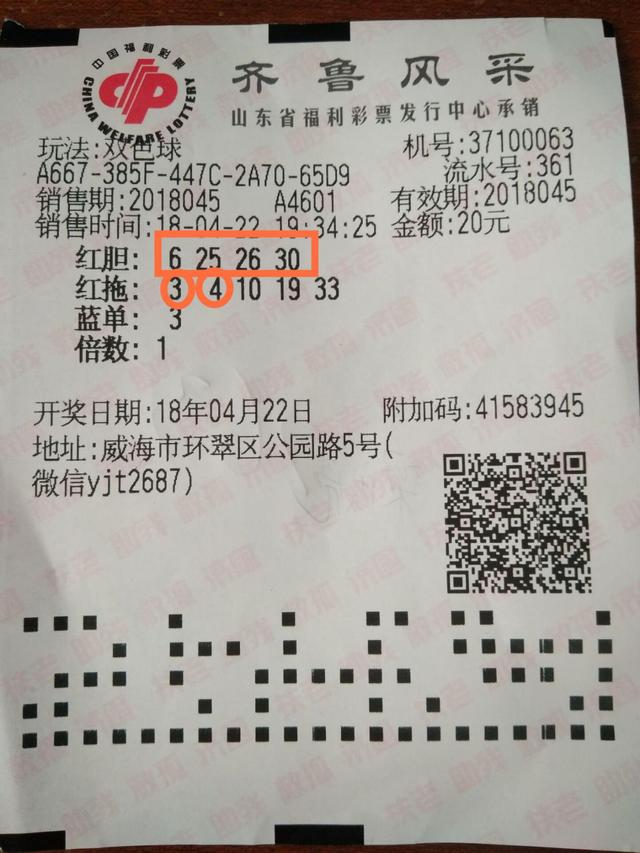 中国福利彩票
CHINA WELFARE LOTTERY
齐鲁风采
山东省福利彩票发行中心承销
玩法:双色球 机号:37100063
A667-385F-447C-2A70-65D9 流水号:361
销售期:2018045 A4601 有效期:2018045
销售时间:18-04-22 19:34:25 金额:20元
红胆: 6 25 26 30
红拖: 3 4 10 19 33
蓝单: 3
倍数: 1
开奖日期:18年04月22日 附加码:41583945
地址:威海市环翠区公园路5号(
微信yjt2687)